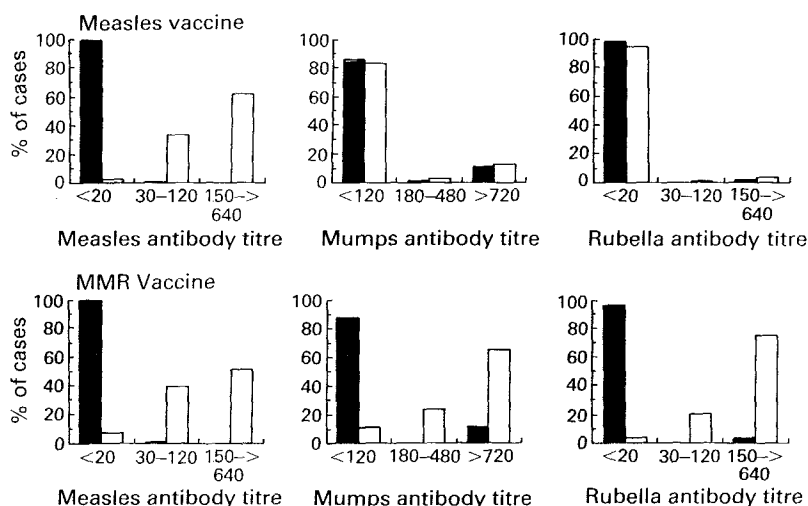 Measles vaccine
% of cases
100
80
60
40
20
0
<20 30–120 150–>
640
Measles antibody titre
100
80
60
40
20
0
<120 180–480 >720
Mumps antibody titre
100
80
60
40
20
0
<20 30–120 150–>
640
Rubella antibody titre
MMR Vaccine
% of cases
100
80
60
40
20
0
<20 30–120 150–>
640
Measles antibody titre
100
80
60
40
20
0
<120 180–480 >720
Mumps antibody titre
100
80
60
40
20
0
<20 30–120 150–>
640
Rubella antibody titre